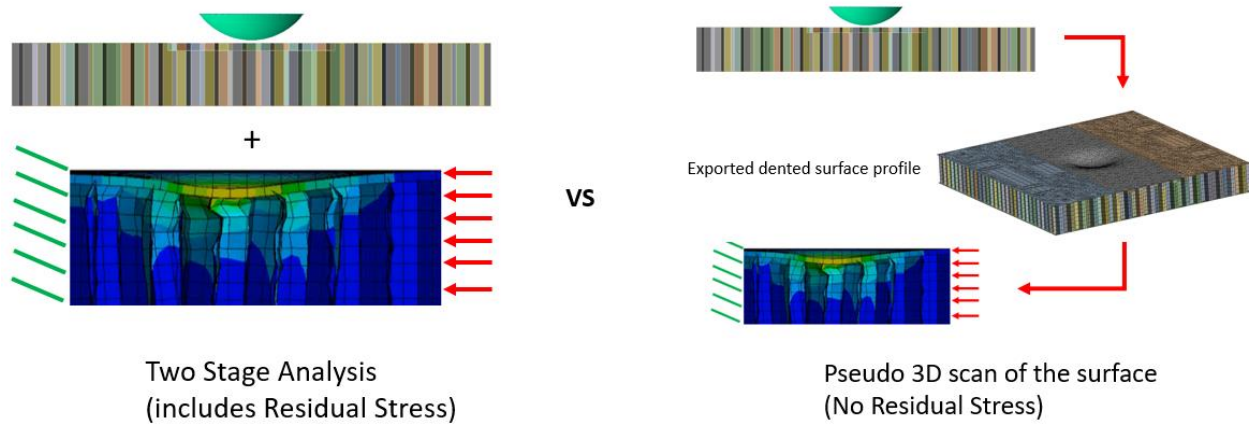 +
VS
Exported dented surface profile
Two Stage Analysis
(includes Residual Stress)
Pseudo 3D scan of the surface
(No Residual Stress)